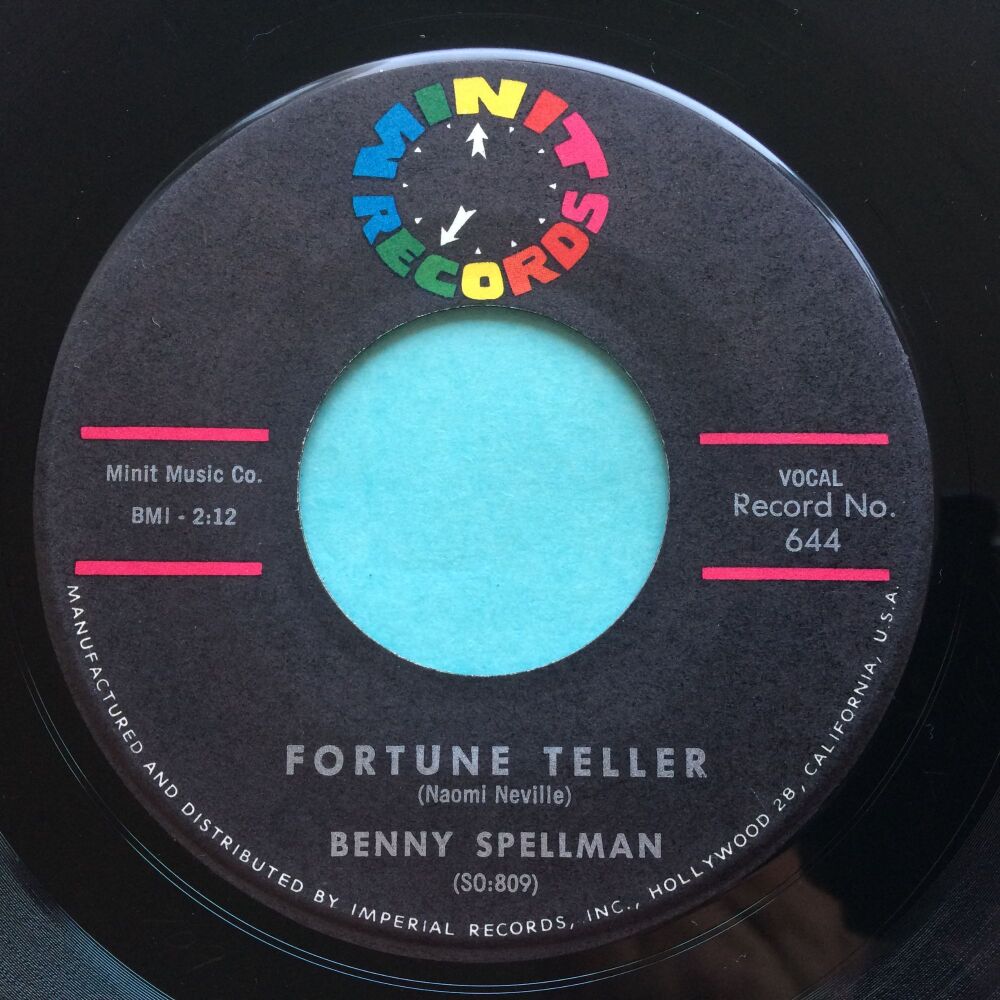 MINIT
RECORDS
Minit Music Co.
BMI - 2:12
VOCAL
Record No.
644
FORTUNE TELLER
(Naomi Neville)
BENNY SPELLMAN
(SO:809)
MANUFACTURED AND DISTRIBUTED BY IMPERIAL RECORDS, INC., HOLLYWOOD 28, CALIFORNIA, U.S.A.